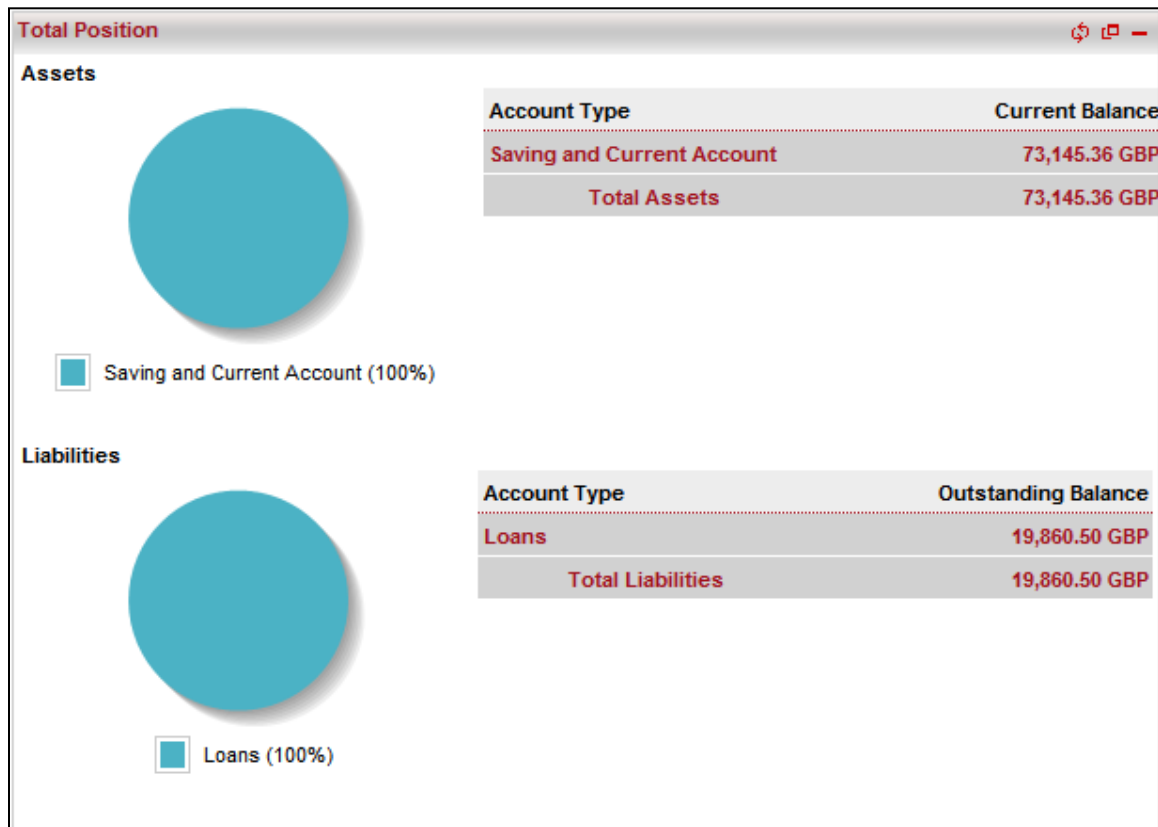 Total Position
Assets
Account Type Current Balance
Saving and Current Account 73,145.36 GBP
Total Assets 73,145.36 GBP
Saving and Current Account (100%)
Liabilities
Account Type Outstanding Balance
Loans 19,860.50 GBP
Total Liabilities 19,860.50 GBP
Loans (100%)